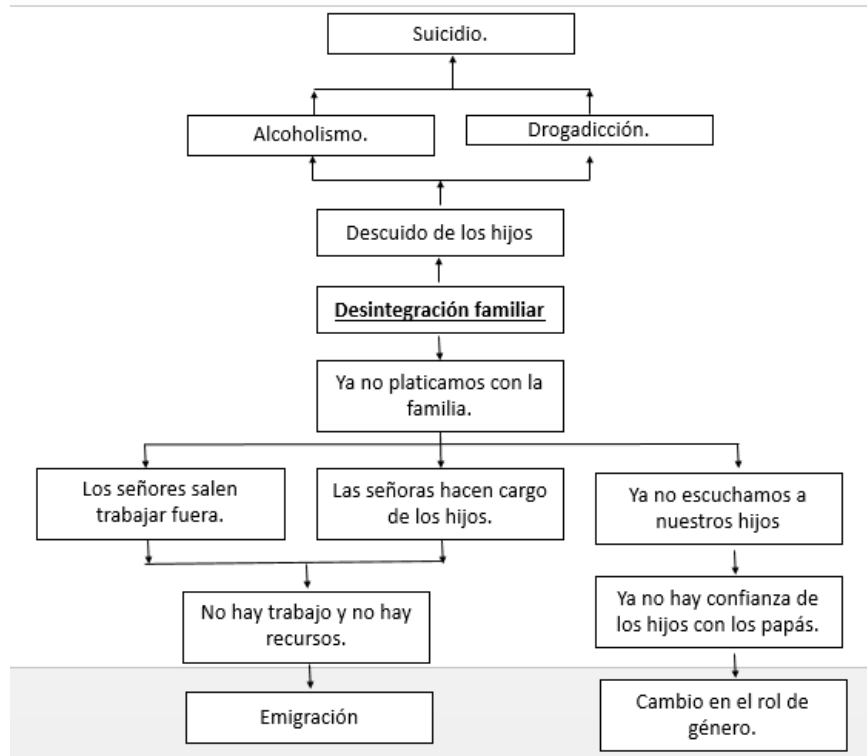 Suicidio.
Alcoholismo.
Drogadicción.
Descuido de los hijos
Desintegración familiar
Ya no platicamos con la
familia.
Los señores salen
trabajar fuera.
Las señoras hacen cargo
de los hijos.
Ya no escuchamos a
nuestros hijos
No hay trabajo y no hay
recursos.
Ya no hay confianza de
los hijos con los papás.
Emigración
Cambio en el rol de
género.